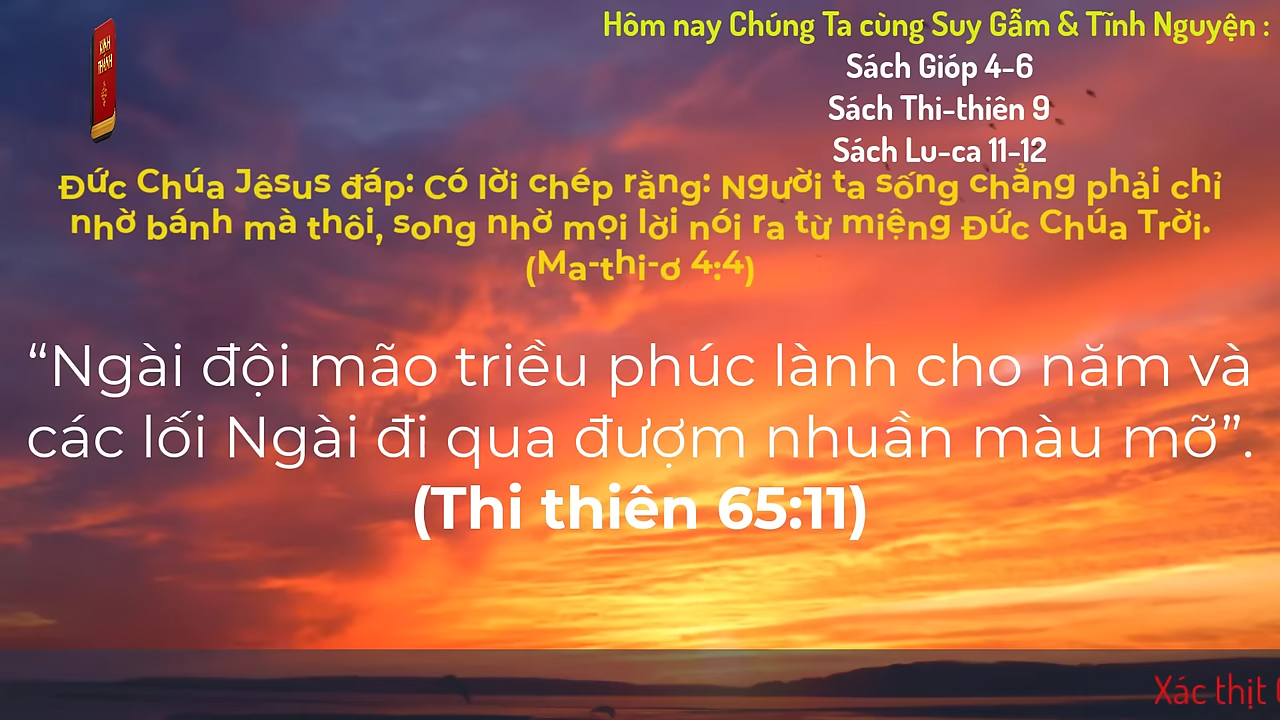 Hôm nay Chúng Ta cùng Suy Gẫm & Tĩnh Nguyện :
Sách Gióp 4-6
Sách Thi-thiên 9
Sách Lu-ca 11-12
KINH
THÁNH
Đức Chúa Jêsus đáp: Có lời chép rằng: Người ta sống chẳng phải chỉ
nhờ bánh mà thôi, song nhờ mọi lời nói ra từ miệng Đức Chúa Trời.
(Ma-thi-ơ 4:4)
“Ngài đội mão triều phúc lành cho năm và
các lối Ngài đi qua đượm nhuần màu mỡ”.
(Thi thiên 65:11)
Xác thịt